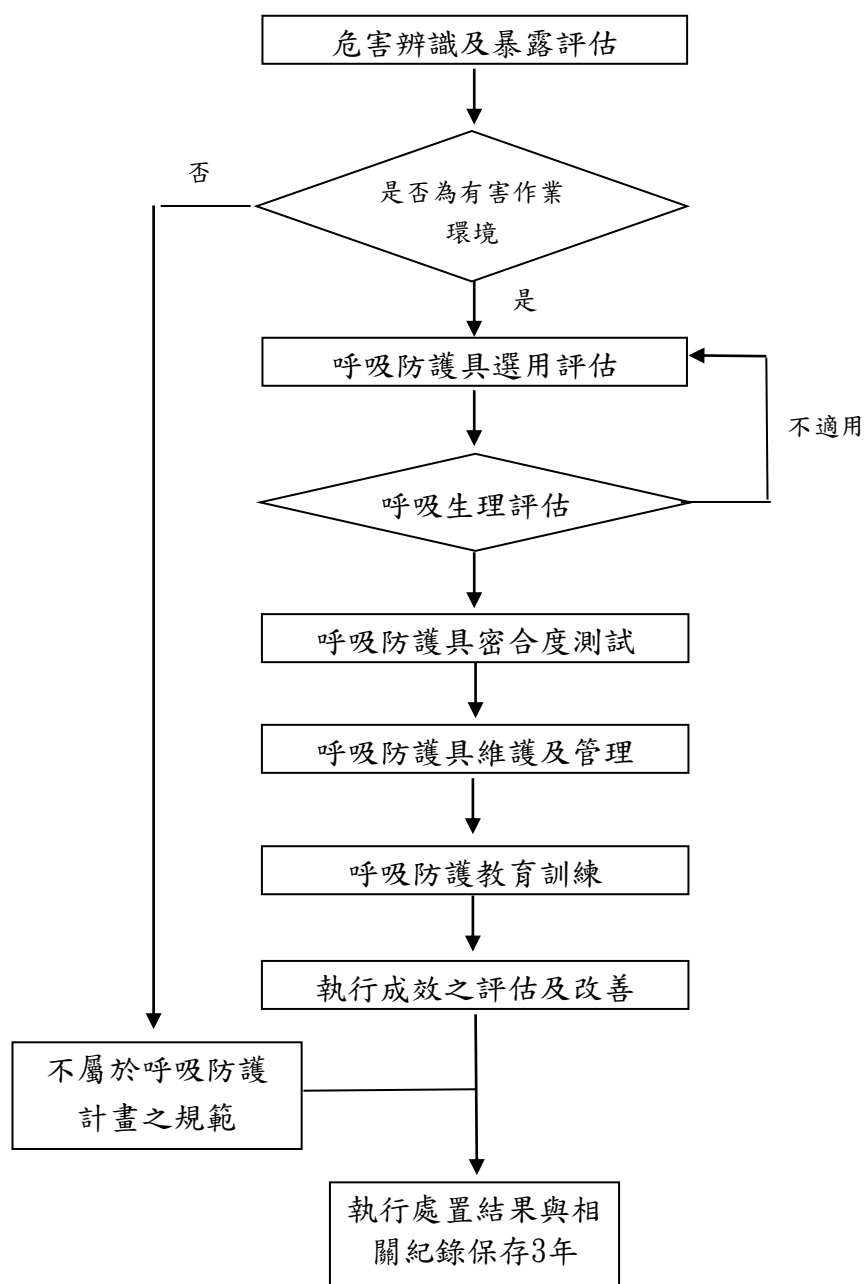 危害辨識及暴露評估
否
是否為有害作業
環境
是
呼吸防護具選用評估
不適用
呼吸生理評估
呼吸防護具密合度測試
呼吸防護具維護及管理
呼吸防護教育訓練
執行成效之評估及改善
不屬於呼吸防護
計畫之規範
執行處置結果與相
關紀錄保存3年